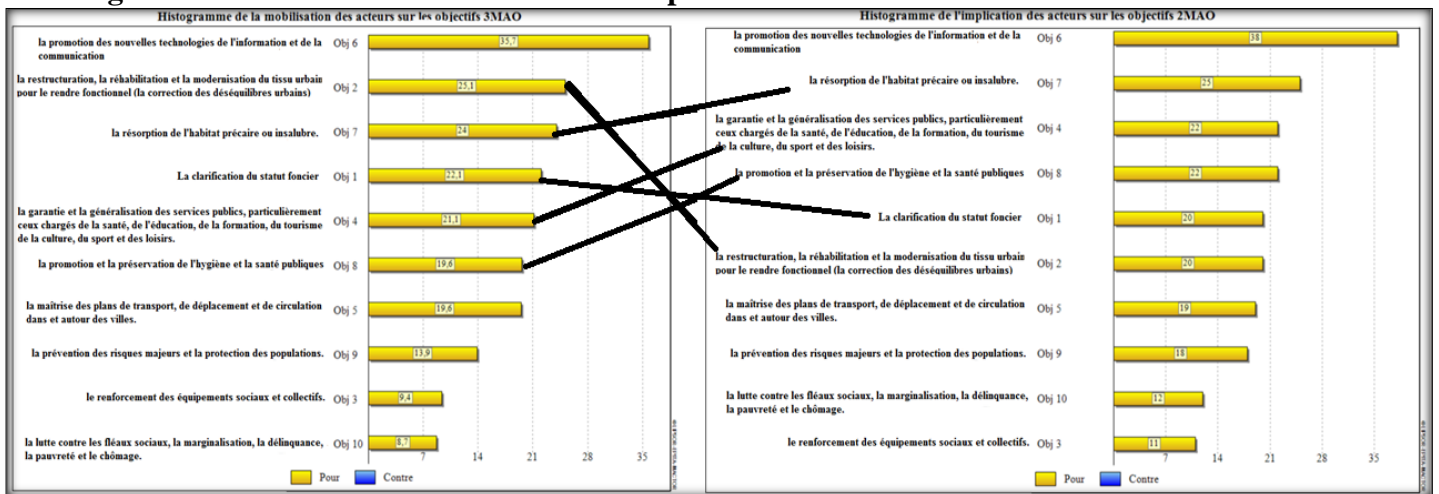 Histogramme de la mobilisation des acteurs sur les objectifs 3MAO
la promotion des nouvelles technologies de l'information et de la
communication
Obj 6
35,7
la restructuration, la réhabilitation et la modernisation du tissu urbain
pour le rendre fonctionnel (la correction des déséquilibres urbains)
Obj 2
25,1
la résorption de l'habitat précaire ou insalubre.
Obj 7
24
La clarification du statut foncier
Obj 1
22,1
la garantie et la généralisation des services publics, particulièrement
ceux chargés de la santé, de l'éducation, de la formation, du tourisme
de la culture, du sport et des loisirs.
Obj 4
21,1
la promotion et la préservation de l'hygiène et la santé publiques
Obj 8
19,6
la maîtrise des plans de transport, de déplacement et de circulation
dans et autour des villes.
Obj 5
19,6
la prévention des risques majeurs et la protection des populations.
Obj 9
13,9
le renforcement des équipements sociaux et collectifs.
Obj 3
9,4
la lutte contre les fléaux sociaux, la marginalisation, la délinquance,
la pauvreté et le chômage.
Obj 10
8,7
7 14 21 28 35
Pour Contre
Histogramme de l'implication des acteurs sur les objectifs 2MAO
la promotion des nouvelles technologies de l'information et de la
communication
Obj 6
38
la résorption de l'habitat précaire ou insalubre.
Obj 7
25
la garantie et la généralisation des services publics, particulièrement
ceux chargés de la santé, de l'éducation, de la formation, du tourisme
de la culture, du sport et des loisirs.
Obj 4
22
la promotion et la préservation de l'hygiène et la santé publiques
Obj 8
22
La clarification du statut foncier
Obj 1
20
la restructuration, la réhabilitation et la modernisation du tissu urbain
pour le rendre fonctionnel (la correction des déséquilibres urbains)
Obj 2
20
la maîtrise des plans de transport, de déplacement et de circulation
dans et autour des villes.
Obj 5
19
la prévention des risques majeurs et la protection des populations.
Obj 9
18
la lutte contre les fléaux sociaux, la marginalisation, la délinquance,
la pauvreté et le chômage.
Obj 10
12
le renforcement des équipements sociaux et collectifs.
Obj 3
11
7 14 21 28 35
Pour Contre